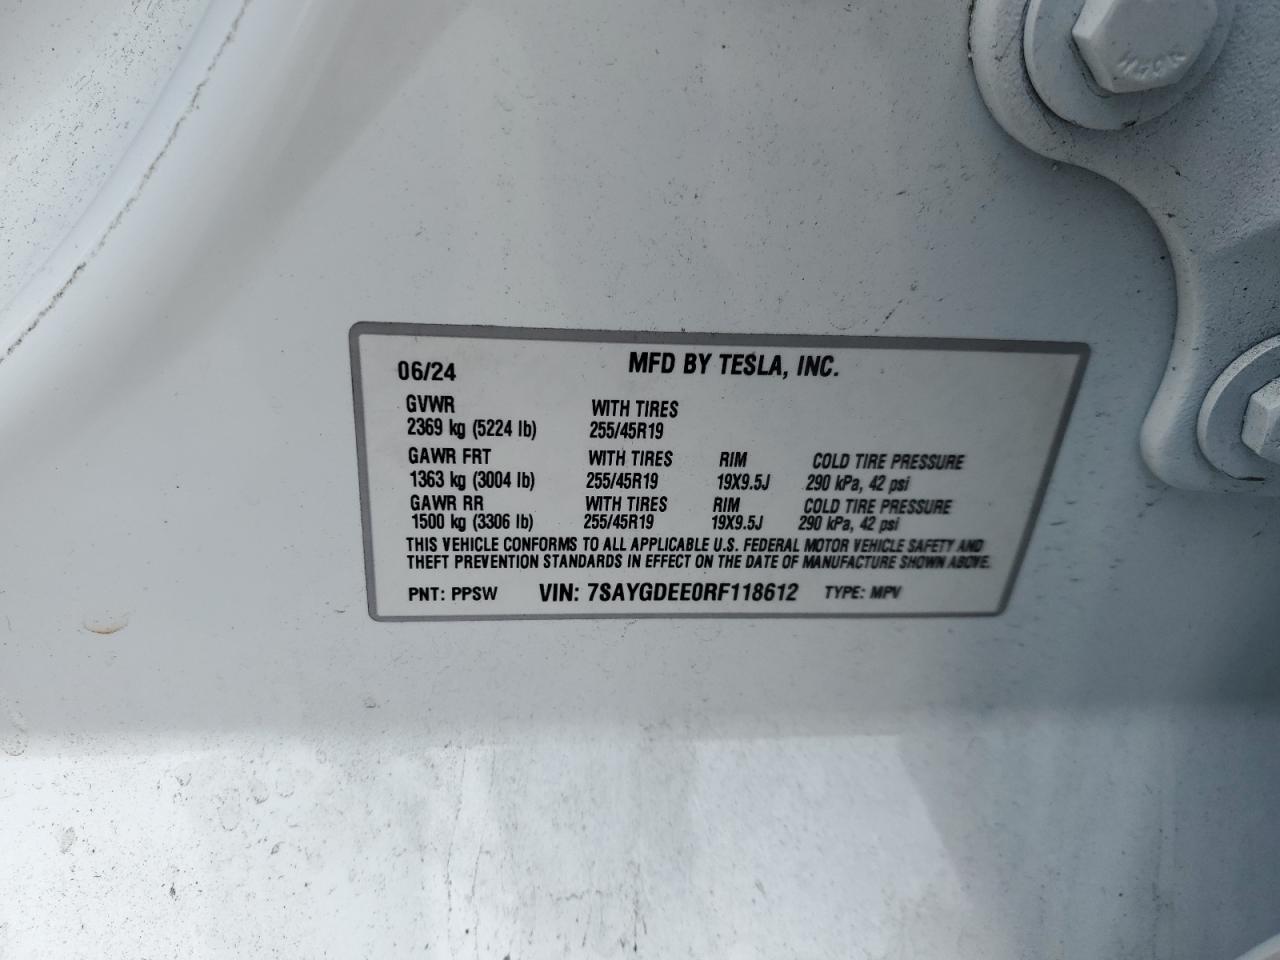 06/24 MFD BY TESLA, INC.
GVWR WITH TIRES
2369 kg (5224 lb) 255/45R19
GAWR FRT WITH TIRES RIM COLD TIRE PRESSURE
1363 kg (3004 lb) 255/45R19 19X9.5J 290 kPa, 42 psi
GAWR RR WITH TIRES RIM COLD TIRE PRESSURE
1500 kg (3306 lb) 255/45R19 19X9.5J 290 kPa, 42 psi
THIS VEHICLE CONFORMS TO ALL APPLICABLE U.S. FEDERAL MOTOR VEHICLE SAFETY AND
THEFT PREVENTION STANDARDS IN EFFECT ON THE DATE OF MANUFACTURE SHOWN ABOVE.
PNT: PPSW VIN: 7SAYGDEE0RF118612 TYPE: MPV